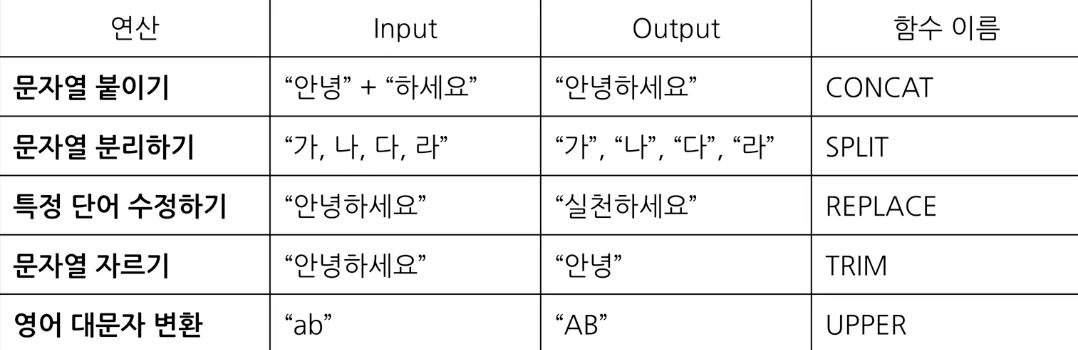 연산 Input Output 함수 이름
문자열 붙이기 “안녕” + “하세요” “안녕하세요” CONCAT
문자열 분리하기 “가, 나, 다, 라” “가”, “나”, “다”, “라” SPLIT
특정 단어 수정하기 “안녕하세요” “실천하세요” REPLACE
문자열 자르기 “안녕하세요” “안녕” TRIM
영어 대문자 변환 “ab” “AB” UPPER